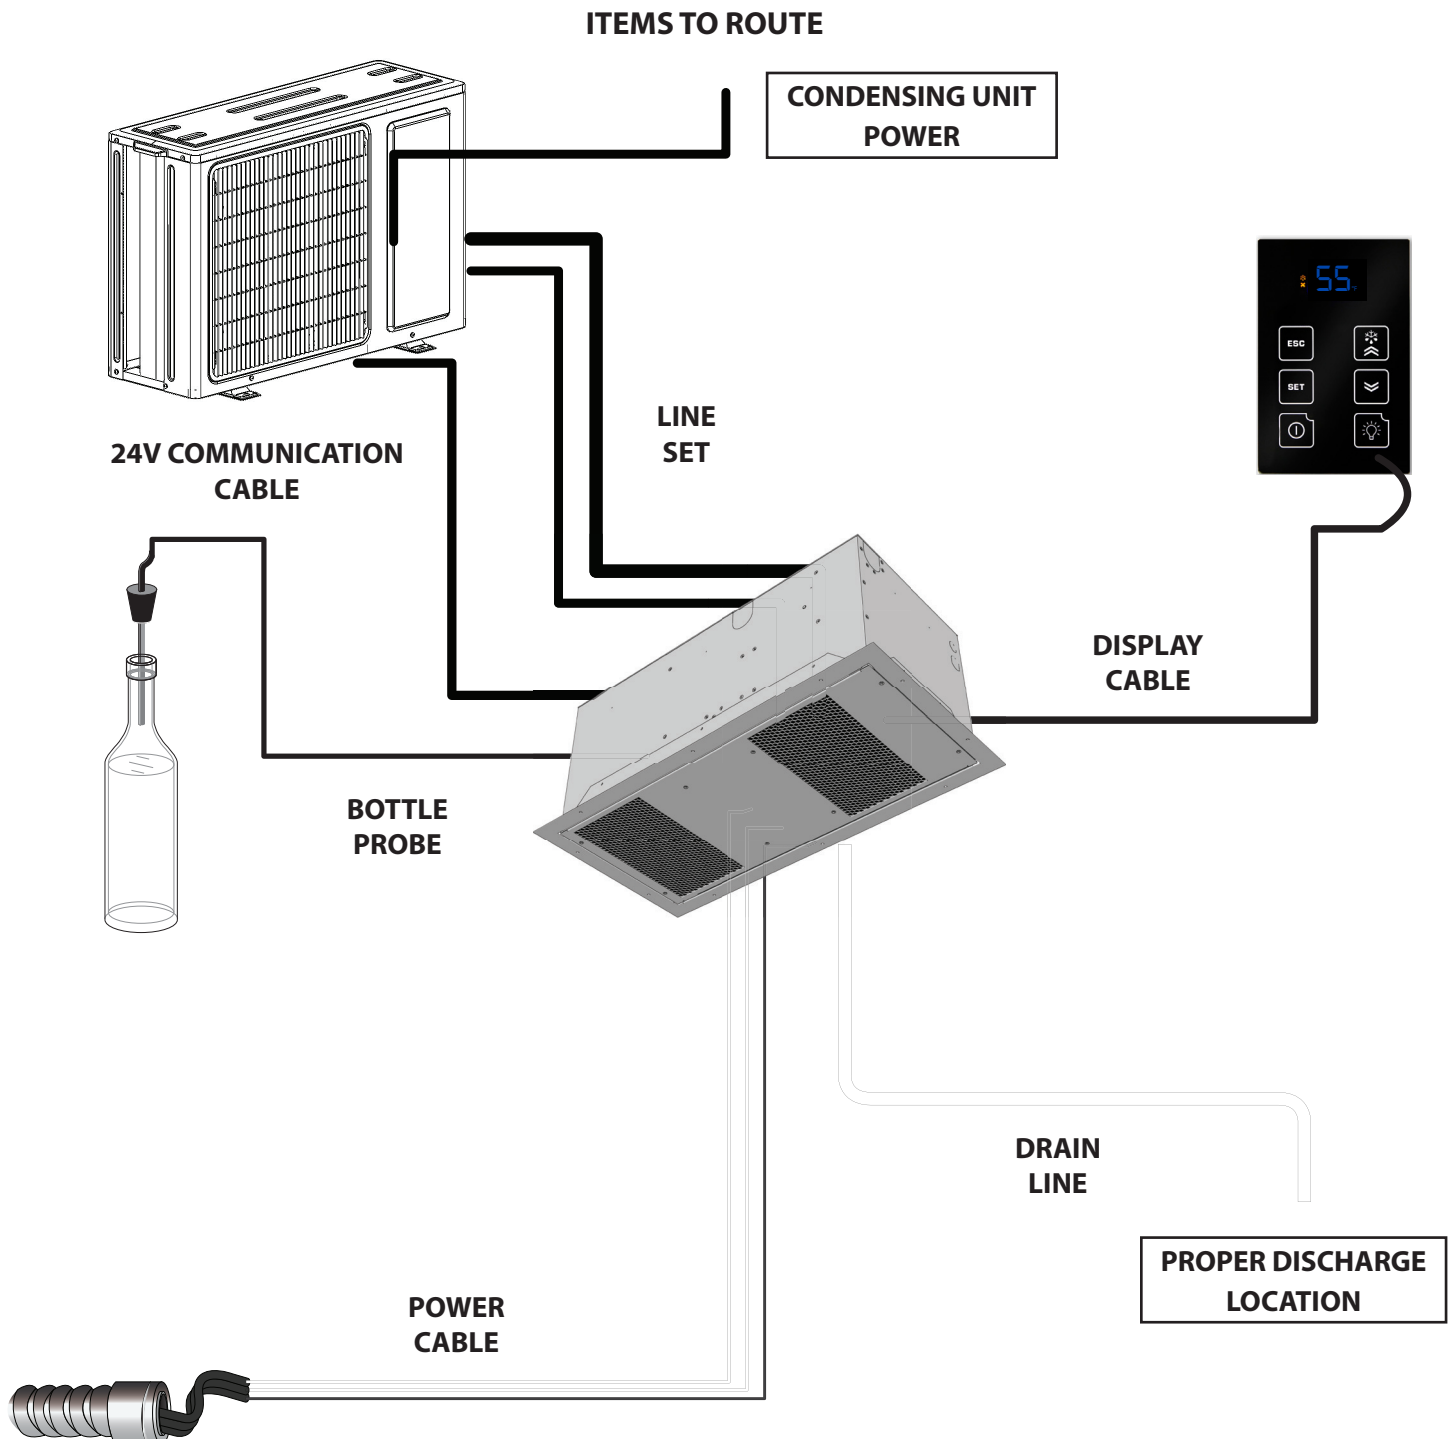 ITEMS TO ROUTE
CONDENSING UNIT
POWER
55
ESC
SET
LINE
SET
24V COMMUNICATION
CABLE
DISPLAY
CABLE
BOTTLE
PROBE
DRAIN
LINE
PROPER DISCHARGE
LOCATION
POWER
CABLE